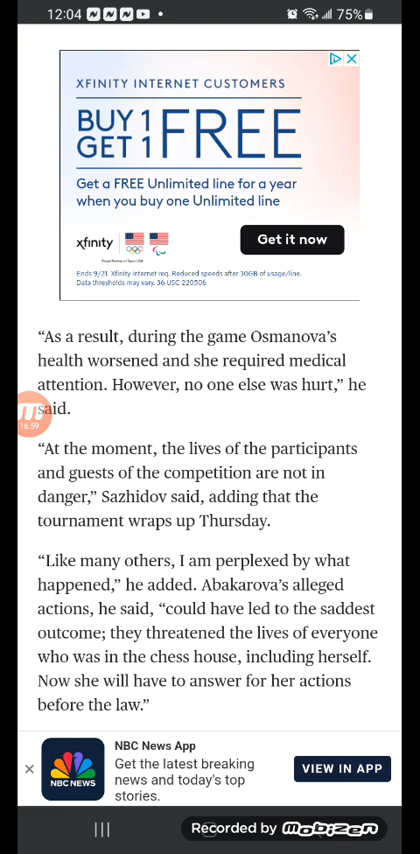 12:04 75%
XFINITY INTERNET CUSTOMERS
BUY 1
GET 1 FREE
Get a FREE Unlimited line for a year
when you buy one Unlimited line
xfinity
Proud Partner of Team USA
Get it now
Ends 9/21. Xfinity Internet req. Reduced speeds after 30GB of usage/line.
Data thresholds may vary. 36 USC 220506
“As a result, during the game Osmanova’s
health worsened and she required medical
attention. However, no one else was hurt,” he
said.
16:59
“At the moment, the lives of the participants
and guests of the competition are not in
danger,” Sazhidov said, adding that the
tournament wraps up Thursday.
“Like many others, I am perplexed by what
happened,” he added. Abakarova’s alleged
actions, he said, “could have led to the saddest
outcome; they threatened the lives of everyone
who was in the chess house, including herself.
Now she will have to answer for her actions
before the law.”
NBC NEWS
NBC News App
Get the latest breaking
news and today's top
stories.
VIEW IN APP
Recorded by mobizen